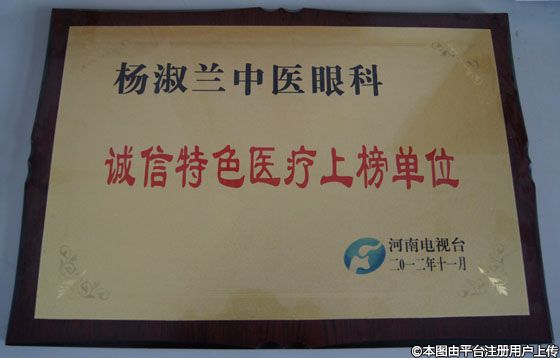 杨淑兰中医眼科
诚信特色医疗上榜单位
河南电视台
二〇一二年十一月
©本图由平台注册用户上传